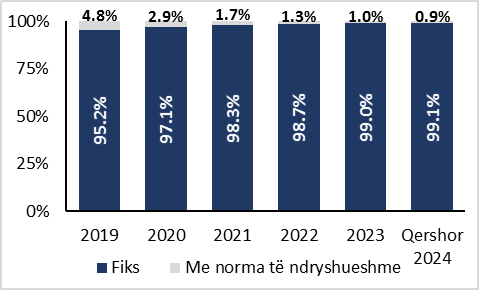 100%
75%
50%
25%
0%
4.8% 2.9% 1.7% 1.3% 1.0% 0.9%
95.2% 97.1% 98.3% 98.7% 99.0% 99.1%
2019 2020 2021 2022 2023 Qershor
2024
Fiks Me norma të ndryshueshme